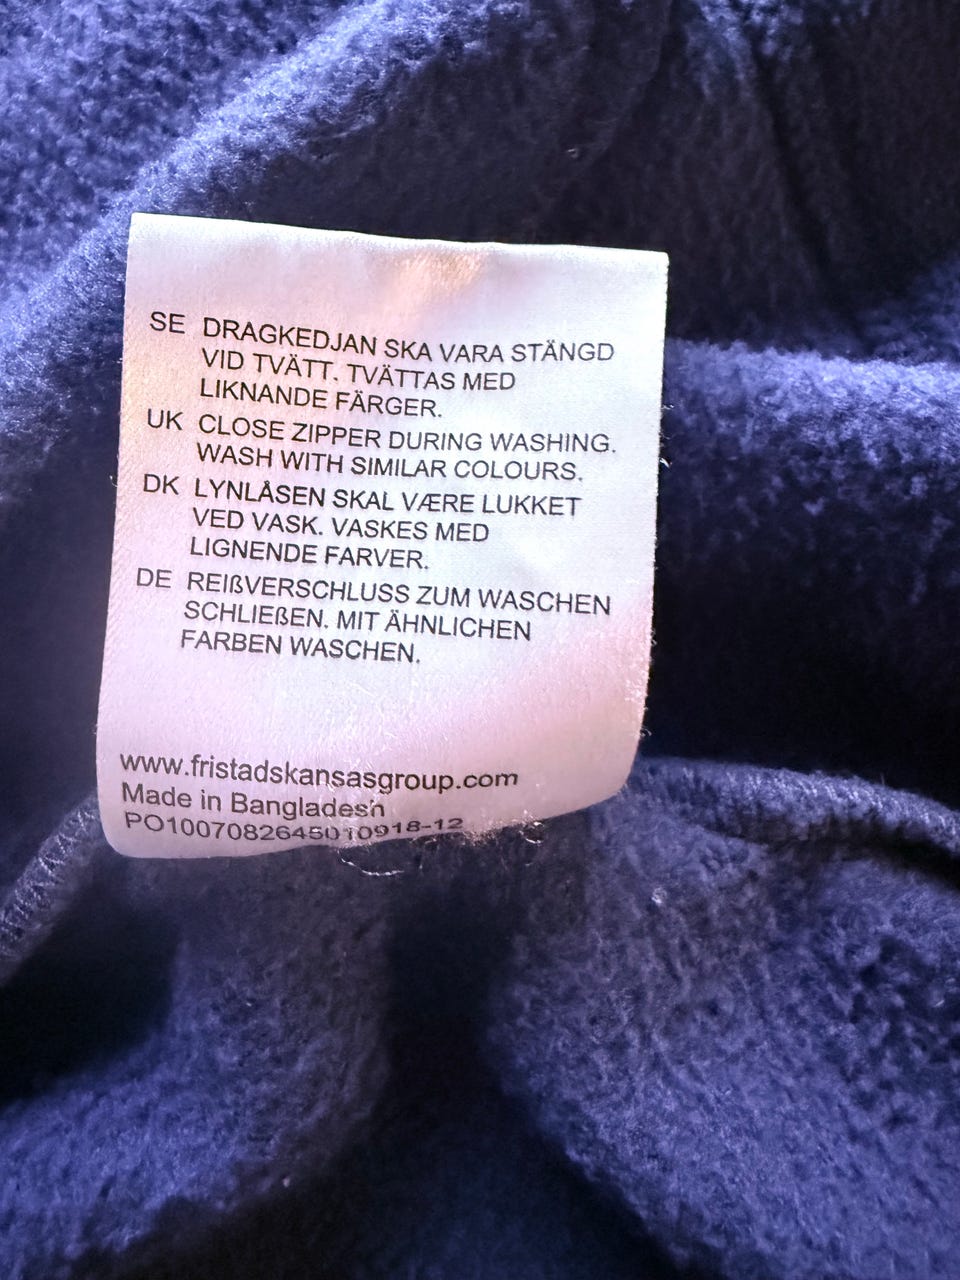 SE DRAGKEDJAN SKA VARA STÄNGD
VID TVÄTT. TVÄTTAS MED
LIKNANDE FÄRGER.
UK CLOSE ZIPPER DURING WASHING.
WASH WITH SIMILAR COLOURS.
DK LYNLÅSEN SKAL VÆRE LUKKET
VED VASK. VASKES MED
LIGNENDE FARVER.
DE REIßVERSCHLUSS ZUM WASCHEN
SCHLIEßEN. MIT ÄHNLICHEN
FARBEN WASCHEN.
www.fristadskansasgroup.com
Made in Bangladesh
PO1007082645010918-12